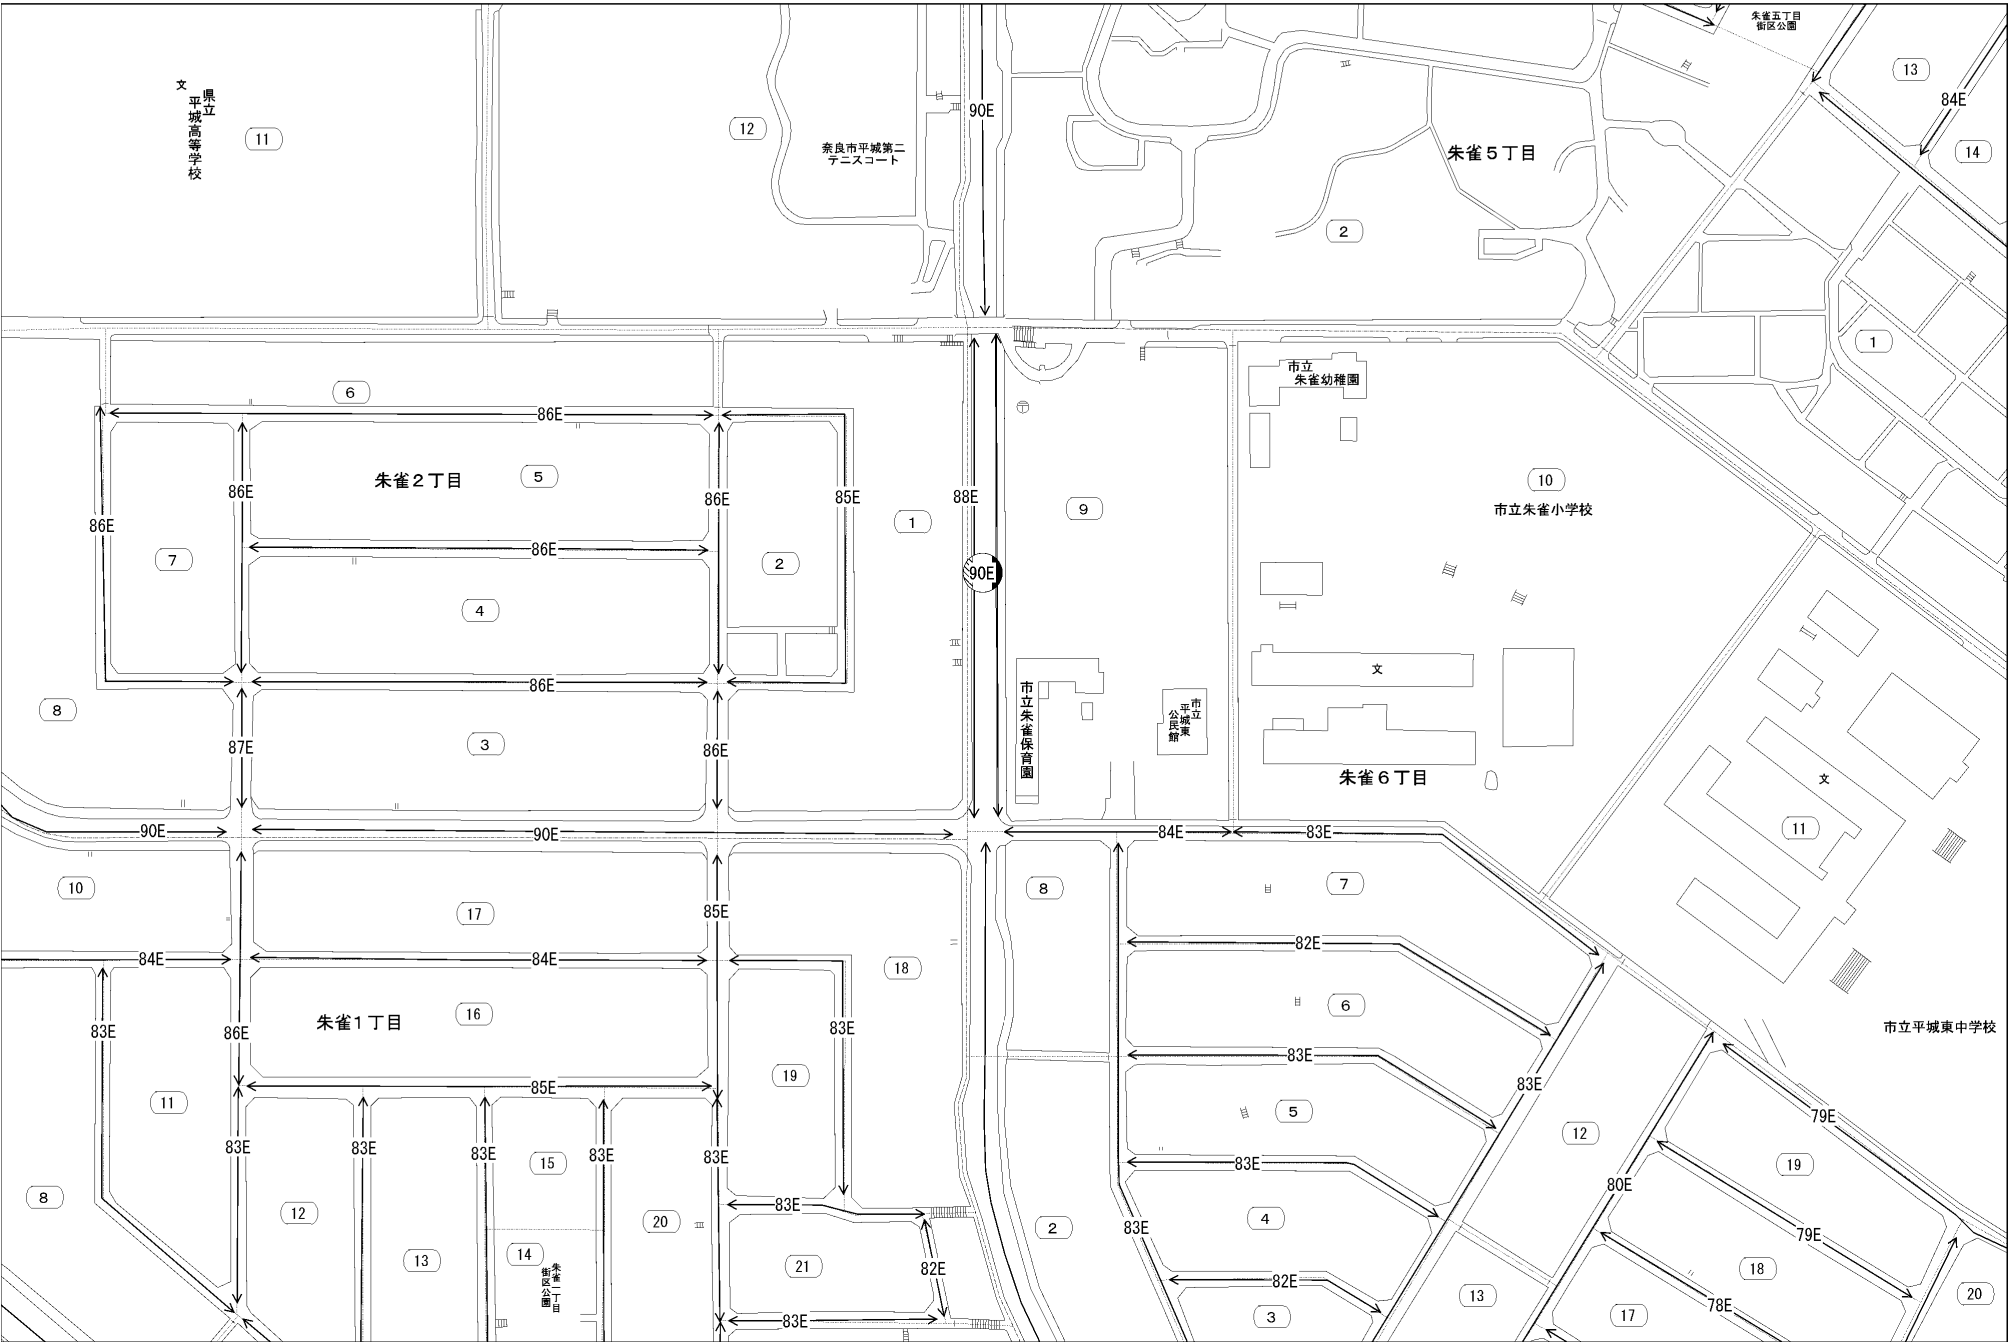 朱雀五丁目
街区公園
13
84E
14
文
県立
平城高等学校
11
12
奈良市平城第二
テニスコート
90E
朱雀５丁目
2
1
6
86E
市立
朱雀幼稚園
朱雀２丁目
5
86E
86E
85E
88E
86E
1
9
10
市立朱雀小学校
7
86E
2
90E
4
86E
文
8
市立朱雀保育園
市立
平城東
公民館
87E
3
86E
朱雀６丁目
文
90E
90E
84E
83E
11
10
17
85E
8
7
84E
84E
18
82E
83E
朱雀１丁目
16
86E
83E
6
市立平城東中学校
85E
19
83E
83E
11
5
79E
12
83E
83E
83E
83E
83E
15
83E
19
80E
8
12
20
83E
4
2
83E
79E
13
14
朱雀一丁目
街区公園
21
82E
82E
18
20
83E
3
13
17
78E